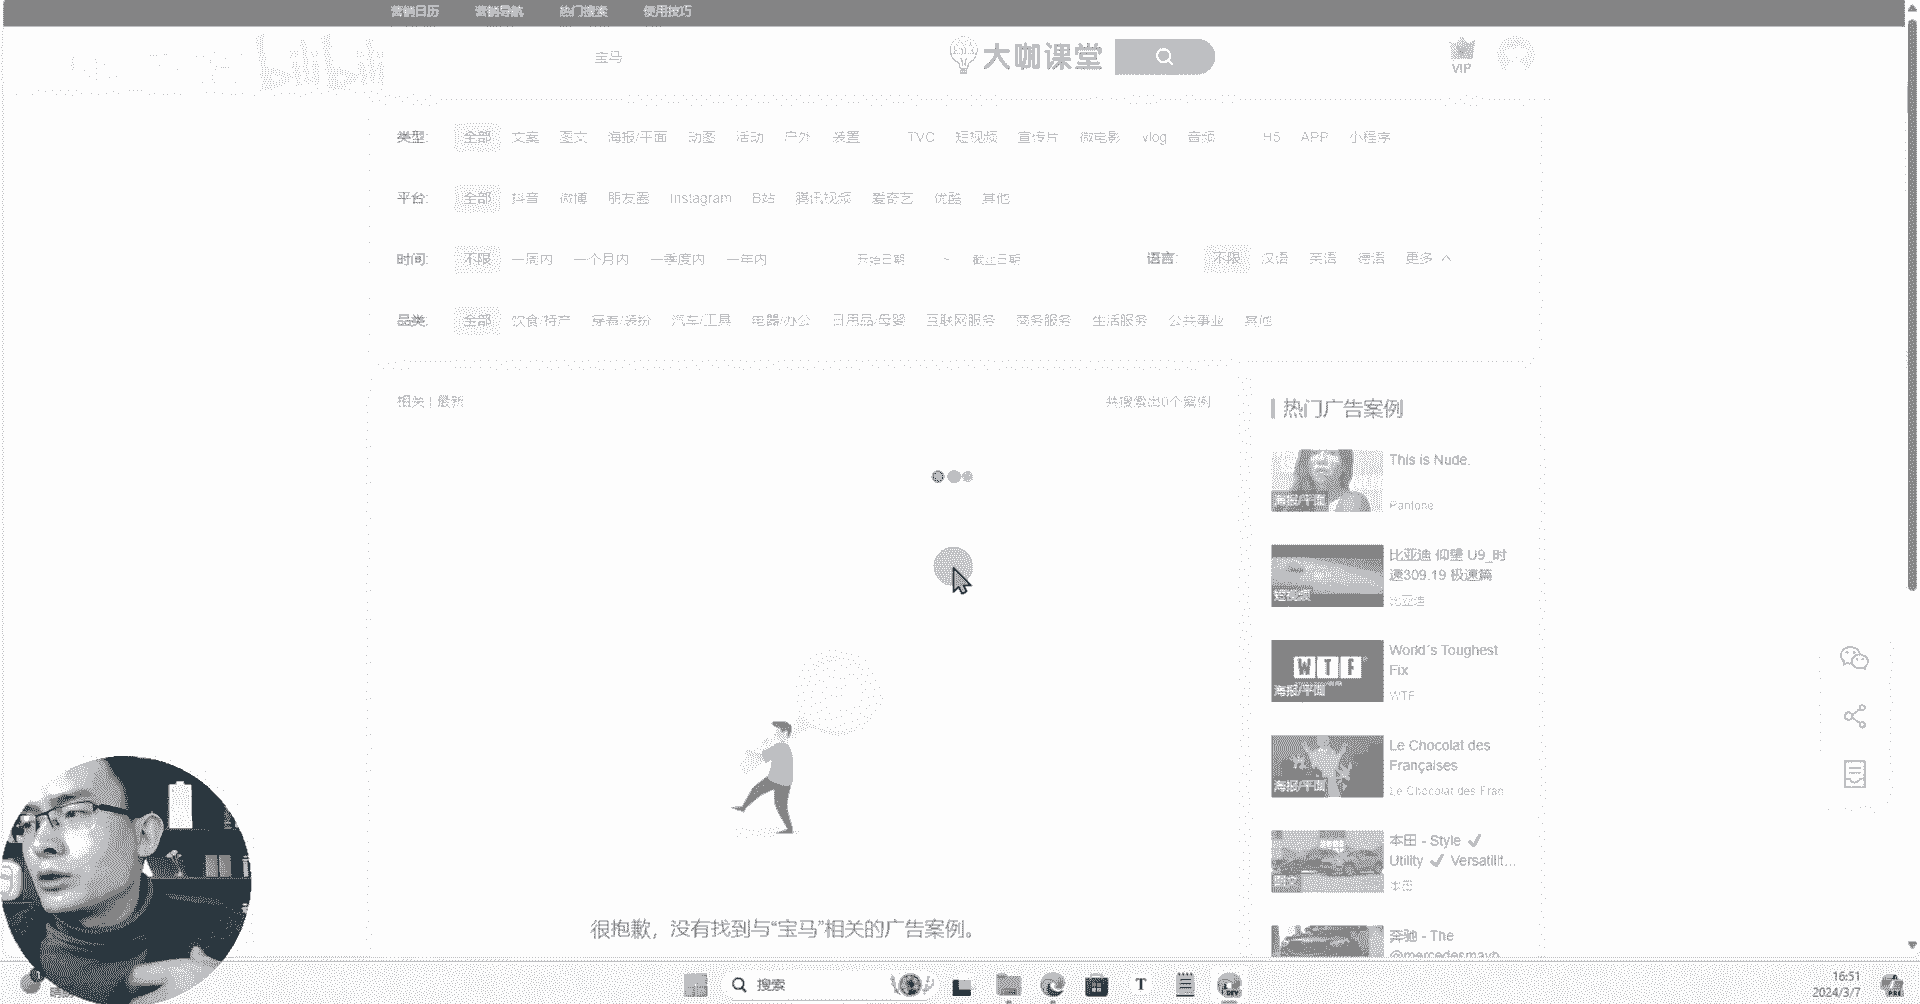 营销日历 营销导航 热门搜索 使用技巧
bilibili
宝马
大咖课堂
VIP
类型: 全部 文案 图文 海报/平面 动图 活动 户外 装置 TVC 短视频 宣传片 微电影 vlog 音频 H5 APP 小程序
平台: 全部 抖音 微博 朋友圈 Instagram B站 腾讯视频 爱奇艺 优酷 其他
时间: 不限 一周内 一个月内 一季度内 一年内 开始日期 ~ 截止日期 语言: 不限 汉语 英语 德语 更多
品类: 全部 饮食/特产 穿着/装扮 汽车/工具 电器/办公 日用品/母婴 互联网服务 商务服务 生活服务 公共事业 其他
相关 | 最新 共搜索出0个案例
很抱歉，没有找到与“宝马”相关的广告案例。
热门广告案例
海报/平面
This is Nude.
Pantone
短视频
比亚迪 仰望 U9_时
速309.19 极速篇
比亚迪
WTF
海报/平面
World´s Toughest
Fix
WTF
海报/平面
Le Chocolat des
Françaises
Le Chocolat des Fran
图文
本田 - Style ✔
Utility ✔ Versatilit...
本田
奔驰 - The
@mercedesmayb
搜索
T
DEV
16:51
2024/3/7
PRE